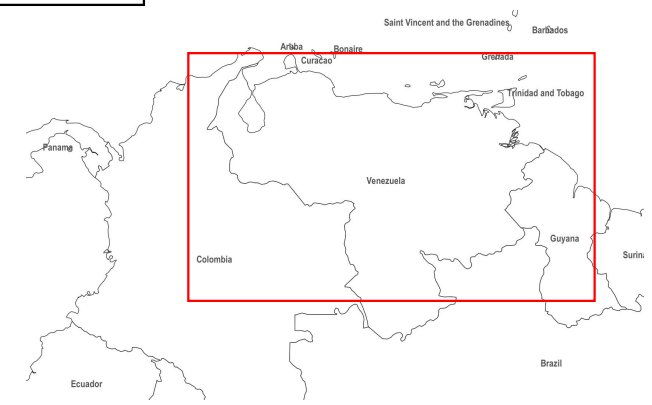 Saint Vincent and the Grenadines
Barbados
Aruba
Bonaire
Curacao
Grenada
Trinidad and Tobago
Panama
Venezuela
Guyana
Colombia
Surin
Brazil
Ecuador